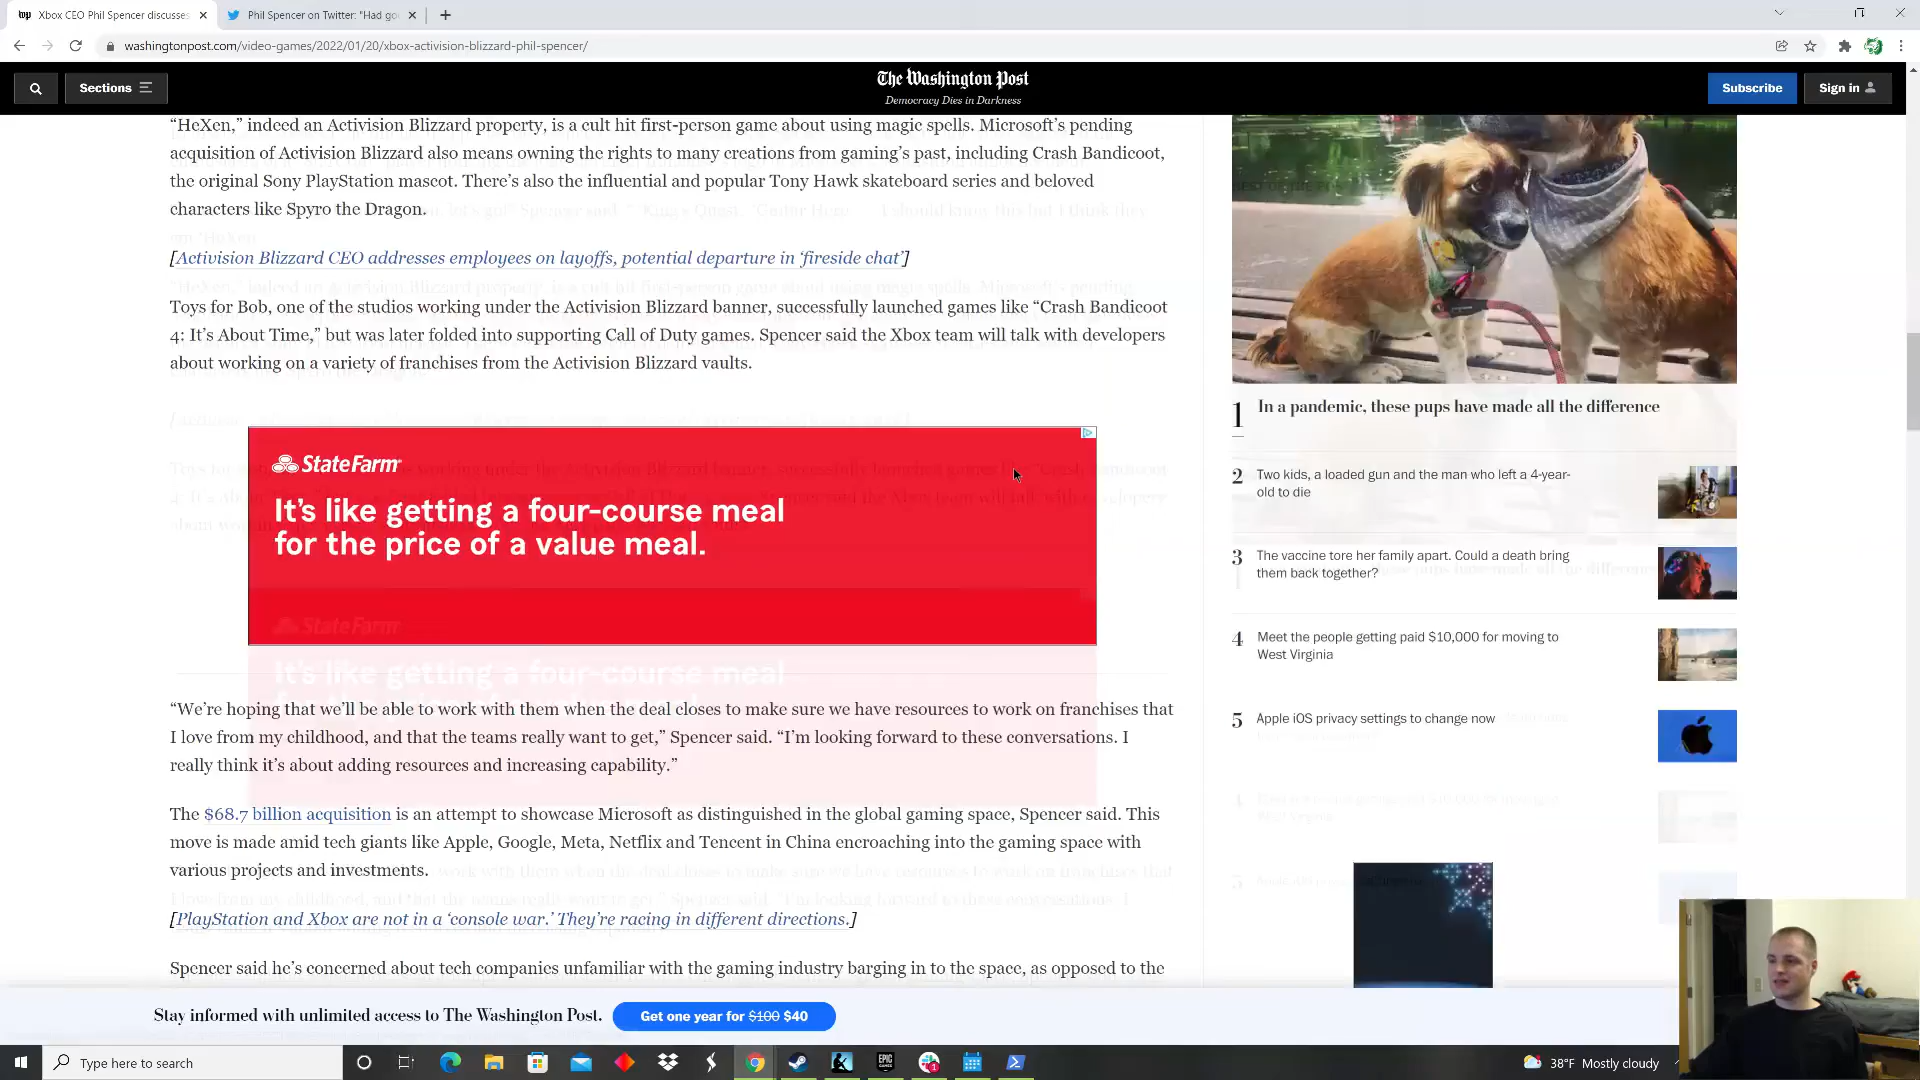 Xbox CEO Phil Spencer discusses
Phil Spencer on Twitter: "Had go
washingtonpost.com/video-games/2022/01/20/xbox-activision-blizzard-phil-spencer/
Sections
The Washington Post
Democracy Dies in Darkness
Subscribe
Sign in
“HeXen,” indeed an Activision Blizzard property, is a cult hit first-person game about using magic spells. Microsoft’s pending
acquisition of Activision Blizzard also means owning the rights to many creations from gaming’s past, including Crash Bandicoot,
the original Sony PlayStation mascot. There’s also the influential and popular Tony Hawk skateboard series and beloved
characters like Spyro the Dragon.
[Activision Blizzard CEO addresses employees on layoffs, potential departure in ‘fireside chat’]
Toys for Bob, one of the studios working under the Activision Blizzard banner, successfully launched games like “Crash Bandicoot
4: It’s About Time,” but was later folded into supporting Call of Duty games. Spencer said the Xbox team will talk with developers
about working on a variety of franchises from the Activision Blizzard vaults.
StateFarm
It’s like getting a four-course meal
for the price of a value meal.
“We’re hoping that we’ll be able to work with them when the deal closes to make sure we have resources to work on franchises that
I love from my childhood, and that the teams really want to get,” Spencer said. “I’m looking forward to these conversations. I
really think it’s about adding resources and increasing capability.”
The $68.7 billion acquisition is an attempt to showcase Microsoft as distinguished in the global gaming space, Spencer said. This
move is made amid tech giants like Apple, Google, Meta, Netflix and Tencent in China encroaching into the gaming space with
various projects and investments.
[PlayStation and Xbox are not in a ‘console war.’ They’re racing in different directions.]
Spencer said he’s concerned about tech companies unfamiliar with the gaming industry barging in to the space, as opposed to the
1 In a pandemic, these pups have made all the difference
2 Two kids, a loaded gun and the man who left a 4-year-
old to die
3 The vaccine tore her family apart. Could a death bring
them back together?
4 Meet the people getting paid $10,000 for moving to
West Virginia
5 Apple iOS privacy settings to change now
Stay informed with unlimited access to The Washington Post.
Get one year for $100 $40
Type here to search
EPIC GAMES
1
38°F Mostly cloudy